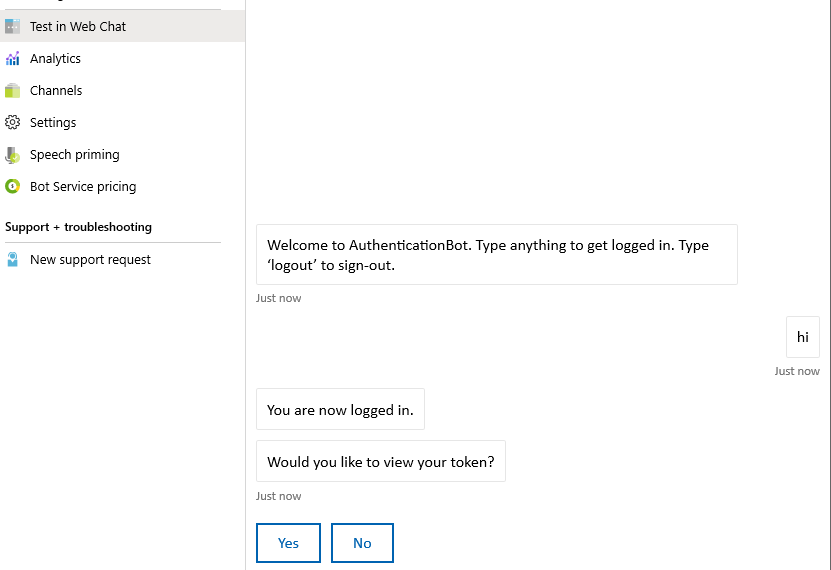 Test in Web Chat
Analytics
Channels
Settings
Speech priming
Bot Service pricing
Support + troubleshooting
New support request
Welcome to AuthenticationBot. Type anything to get logged in. Type
‘logout’ to sign-out.
Just now
hi
Just now
You are now logged in.
Would you like to view your token?
Just now
Yes
No